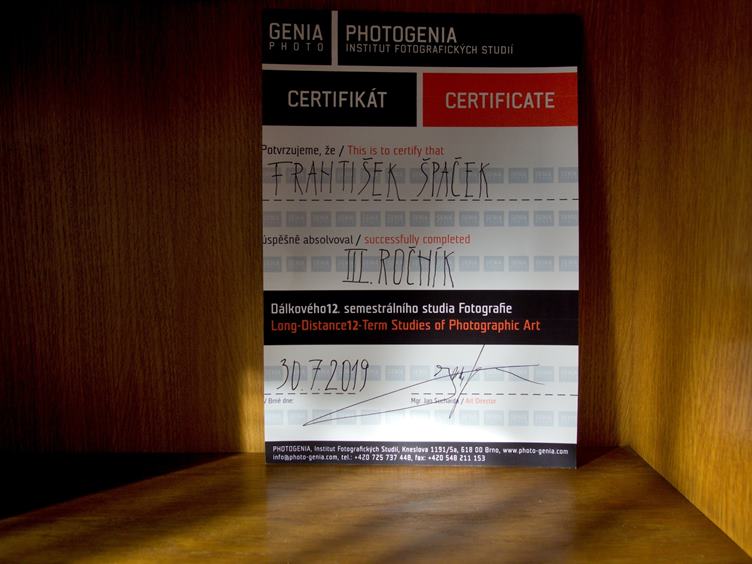 GENIA
PHOTO
PHOTOGENIA
INSTITUT FOTOGRAFICKÝCH STUDIÍ
CERTIFIKÁT
CERTIFICATE
Potvrzujeme, že / This is to certify that
FRANTIŠEK ŠPAČEK
úspěšně absolvoval / successfully completed
III. ROČNÍK
Dálkového12. semestrálního studia Fotografie
Long-Distance12-Term Studies of Photographic Art
30.7.2019
/ Brně dne:
Mgr. Jan / Art Director
PHOTOGENIA, Institut Fotografických Studií, Kneslova 1191/5a, 618 00 Brno, www.photo-genia.com
info@photo-genia.com, tel.: +420 725 737 448, fax: +420 548 211 153